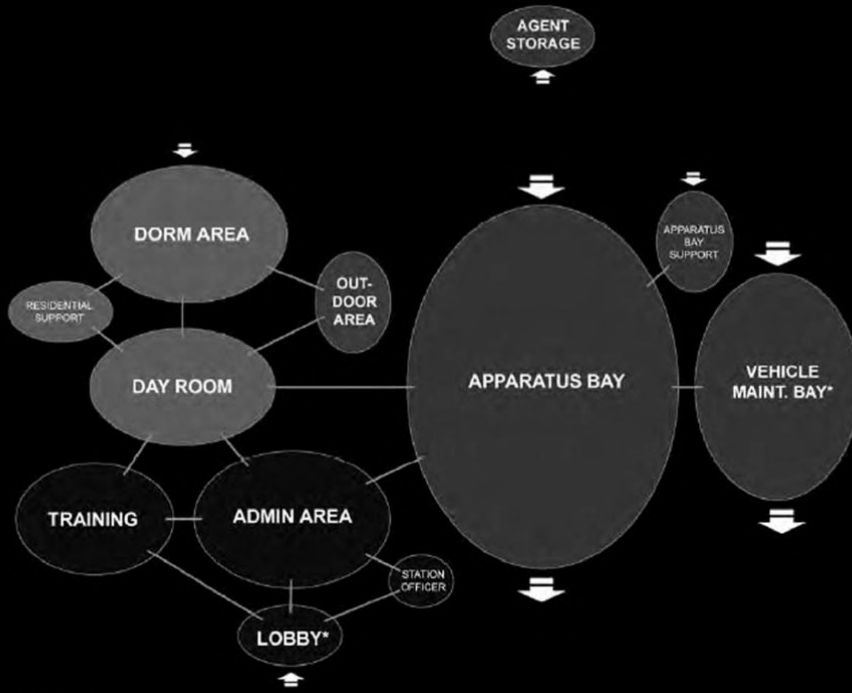 AGENT
STORAGE
DORM AREA
RESIDENTIAL
SUPPORT
OUT-
DOOR
AREA
DAY ROOM
APPARATUS BAY
APPARATUS
BAY
SUPPORT
VEHICLE
MAINT. BAY*
TRAINING
ADMIN AREA
STATION
OFFICER
LOBBY*